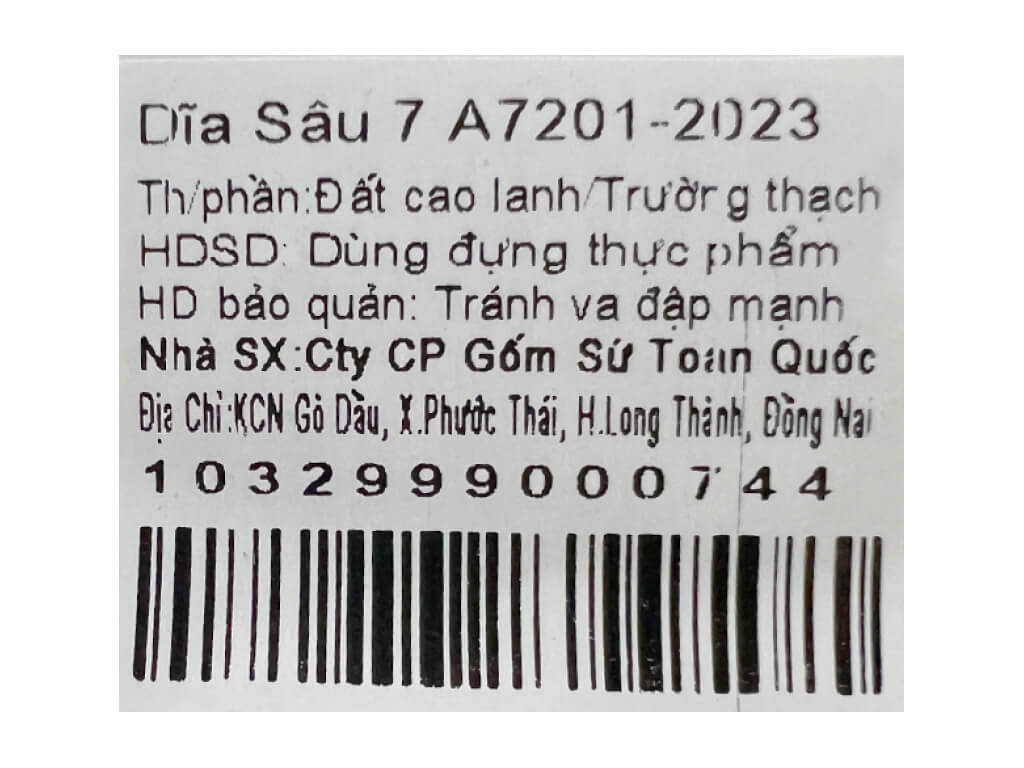 Dĩa Sâu 7 A7201-2023
Th/phần:Đất cao lanh/Trường thạch
HDSD: Dùng đựng thực phẩm
HD bảo quản: Tránh va đập mạnh
Nhà SX:Cty CP Gốm Sứ Toàn Quốc
Địa Chỉ:KCN Gò Dầu, X.Phước Thái, H.Long Thành, Đồng Nai
1032999000744